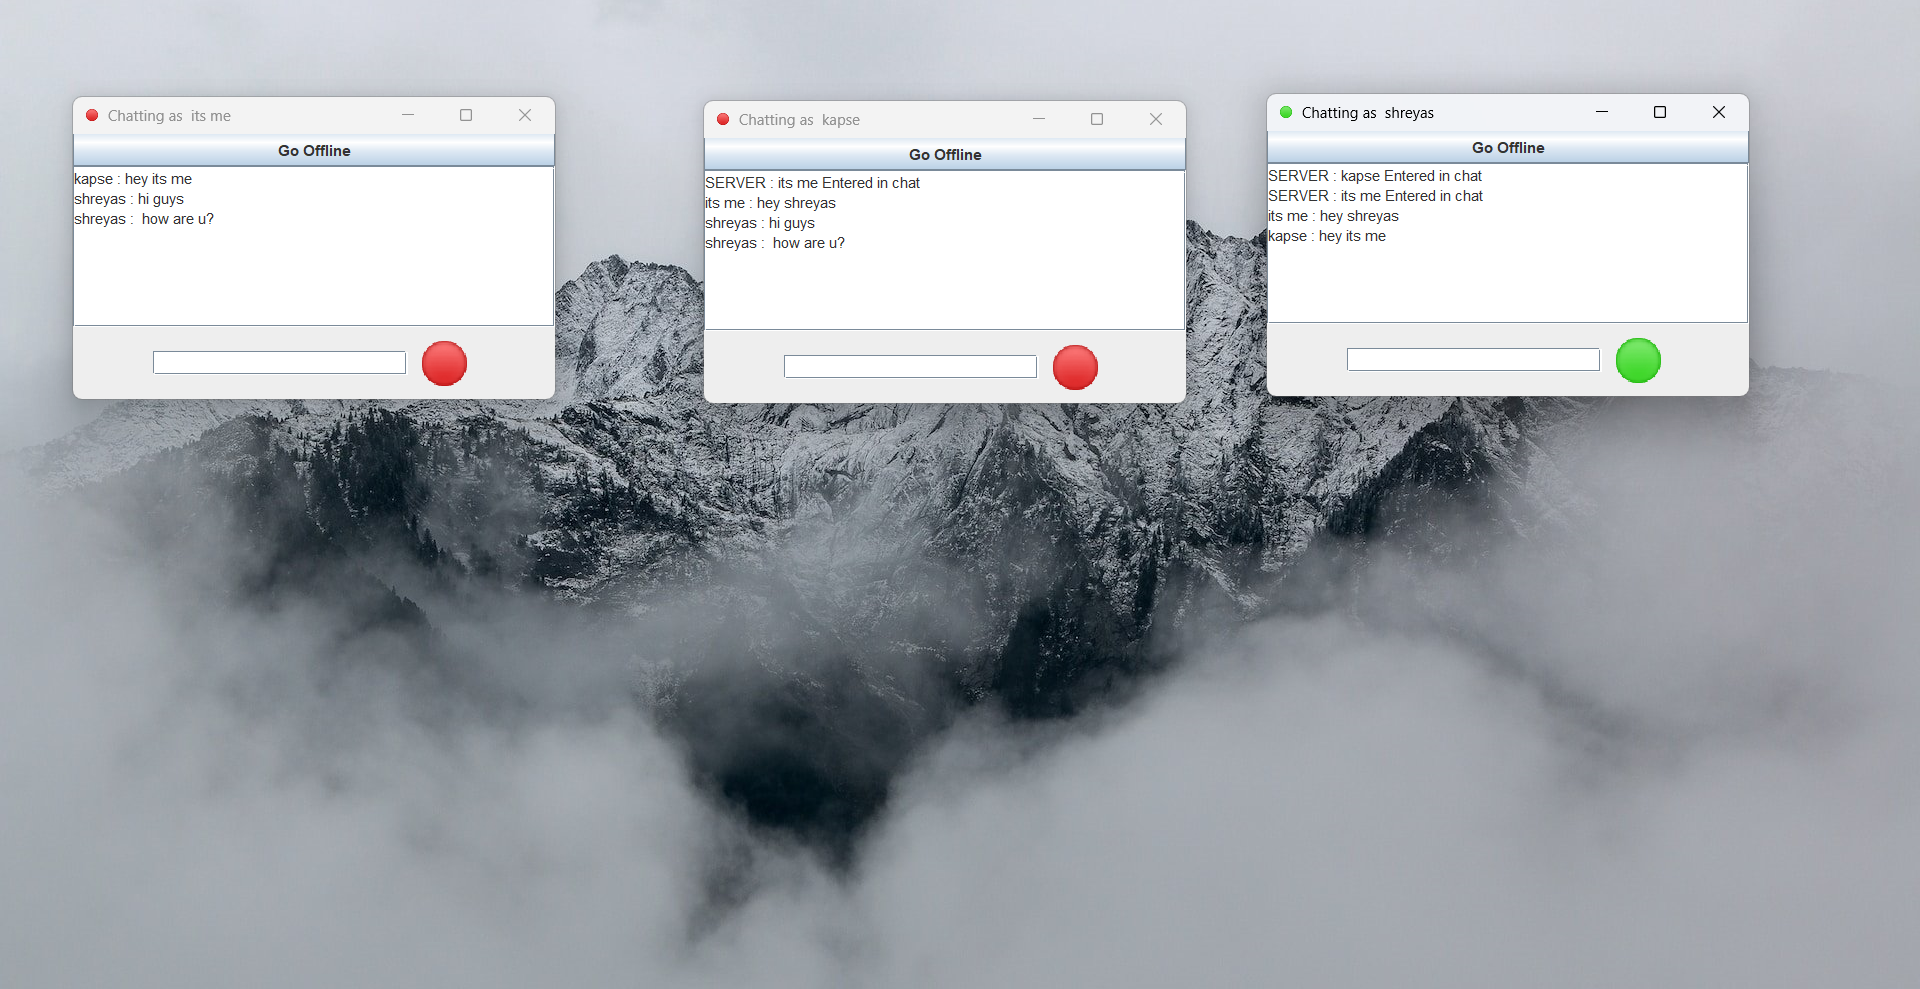 Chatting as  its me
Go Offline
kapse : hey its me
shreyas : hi guys
shreyas :  how are u?
Chatting as  kapse
Go Offline
SERVER : its me Entered in chat
its me : hey shreyas
shreyas : hi guys
shreyas :  how are u?
Chatting as  shreyas
Go Offline
SERVER : kapse Entered in chat
SERVER : its me Entered in chat
its me : hey shreyas
kapse : hey its me